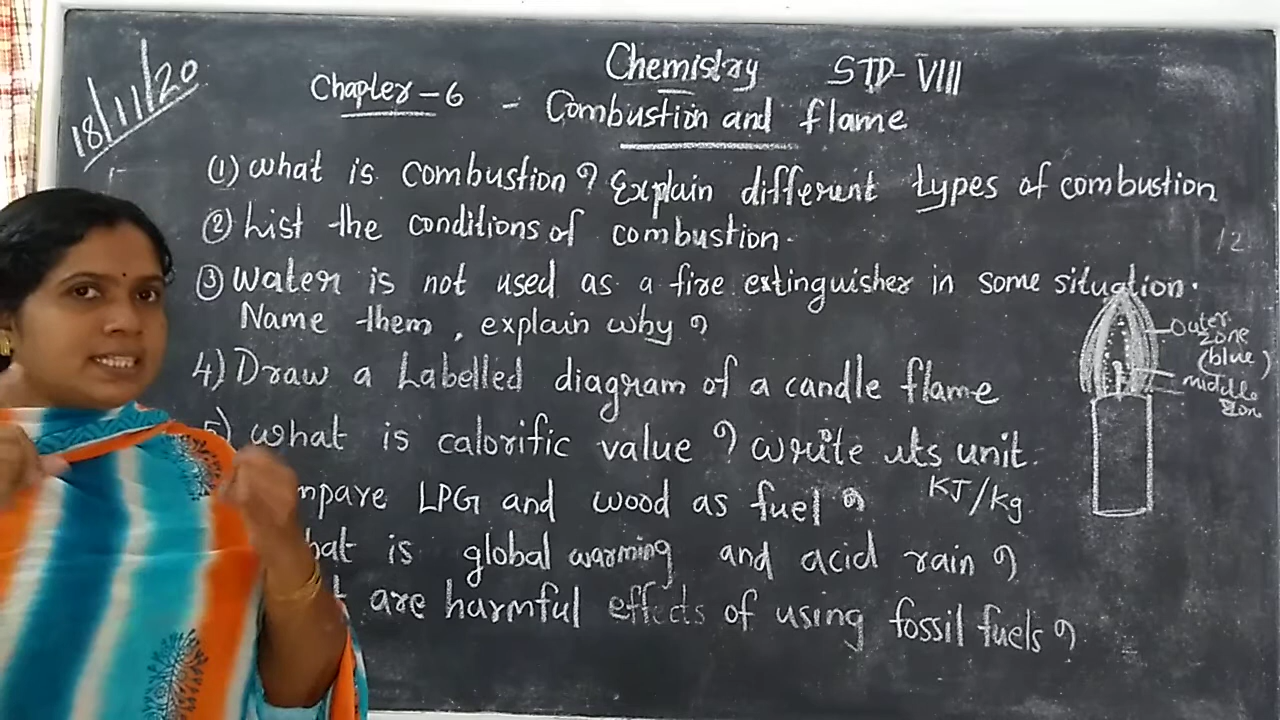 18/11/20
Chemistry STD-VIII
Chapter-6 - Combustion and flame
(1) What is combustion? Explain different types of combustion
(2) List the conditions of combustion.
(3) Water is not used as a fire extinguisher in some situation.
Name them, explain why?
4) Draw a Labelled diagram of a candle flame
5) What is calorific value? Write its unit.
KJ/Kg
mpare LPG and wood as fuel?
hat is global warming and acid rain?
t are harmful effects of using fossil fuels?
12
outer
zone
(blue)
middle
zone